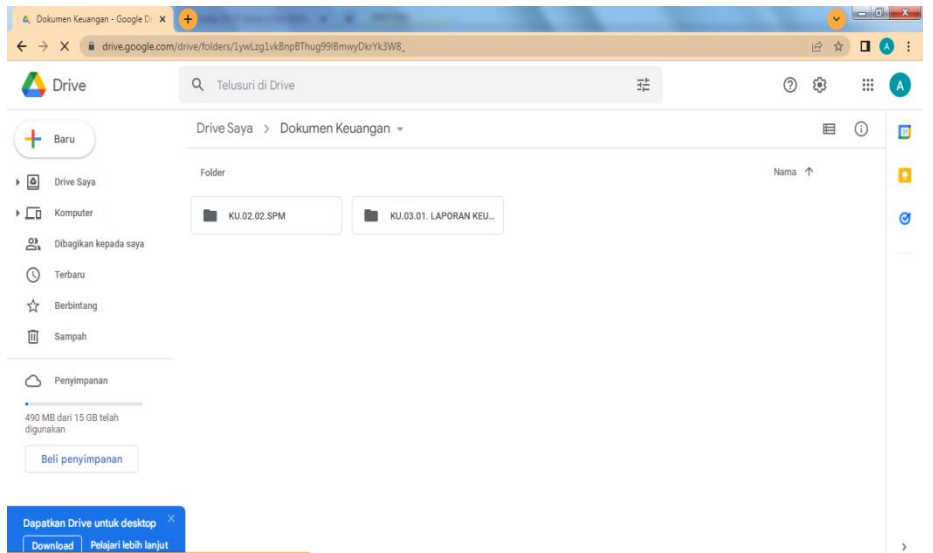 Dokumen Keuangan - Google Dr
drive.google.com/drive/folders/1ywLzg1vkBnpBThug99iBmwyDkrYk3W8_
Drive
Telusuri di Drive
A
A
Baru
Drive Saya > Dokumen Keuangan
Drive Saya
Komputer
Dibagikan kepada saya
Terbaru
Berbintang
Sampah
Penyimpanan
490 MB dari 15 GB telah
digunakan
Beli penyimpanan
Folder
Nama
KU.02.02.SPM
KU.03.01. LAPORAN KEU...
Dapatkan Drive untuk desktop
Download
Pelajari lebih lanjut